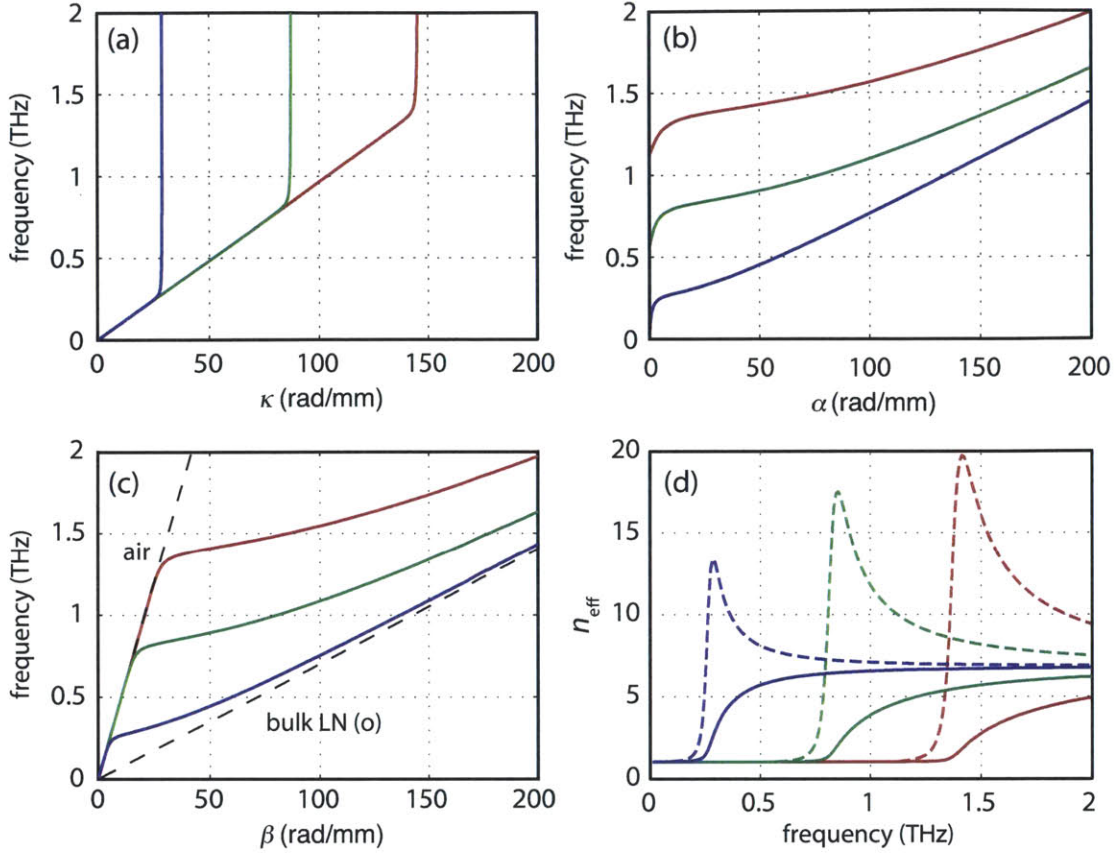 (a)
frequency (THz)
2
1.5
1
0.5
0
0 50 100 150 200
κ (rad/mm)
(b)
frequency (THz)
2
1.5
1
0.5
0
0 50 100 150 200
α (rad/mm)
(c)
frequency (THz)
2
1.5
1
0.5
0
air
bulk LN (o)
0 50 100 150 200
β (rad/mm)
(d)
n_eff
20
15
10
5
0
0 0.5 1 1.5 2
frequency (THz)